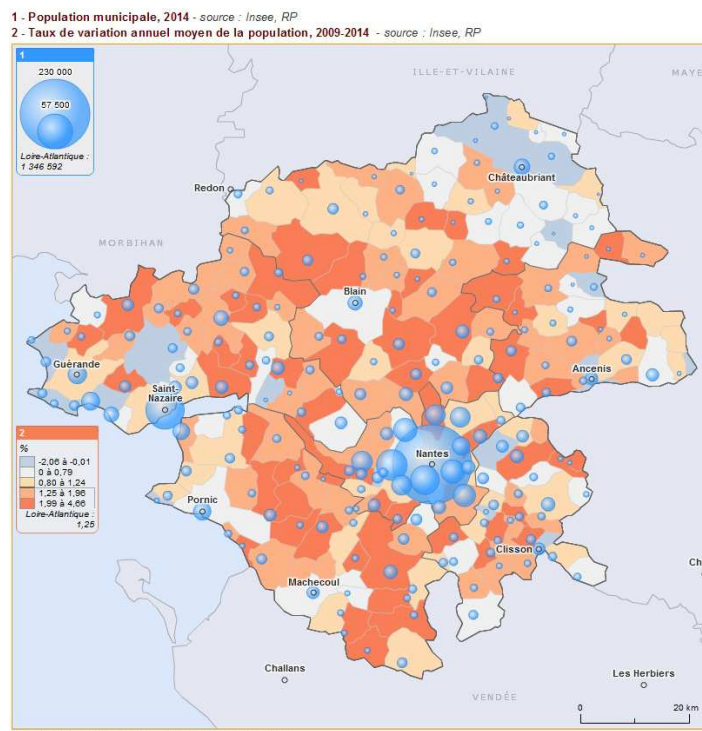 1 - Population municipale, 2014 - source : Insee, RP
2 - Taux de variation annuel moyen de la population, 2009-2014 - source : Insee, RP
1
230 000
57 500
Loire-Atlantique :
1 346 592
ILLE-ET-VILAINE
MAYE
Châteaubriant
Redon
MORBIHAN
Blain
Guérande
Ancenis
Saint-
Nazaire
2
%
-2,06 à -0,01
0 à 0,79
0,80 à 1,24
1,25 à 1,96
1,99 à 4,66
Loire-Atlantique :
1,25
Nantes
Pornic
Clisson
Ch
Machecoul
Challans
Les Herbiers
VENDÉE
0
20 km